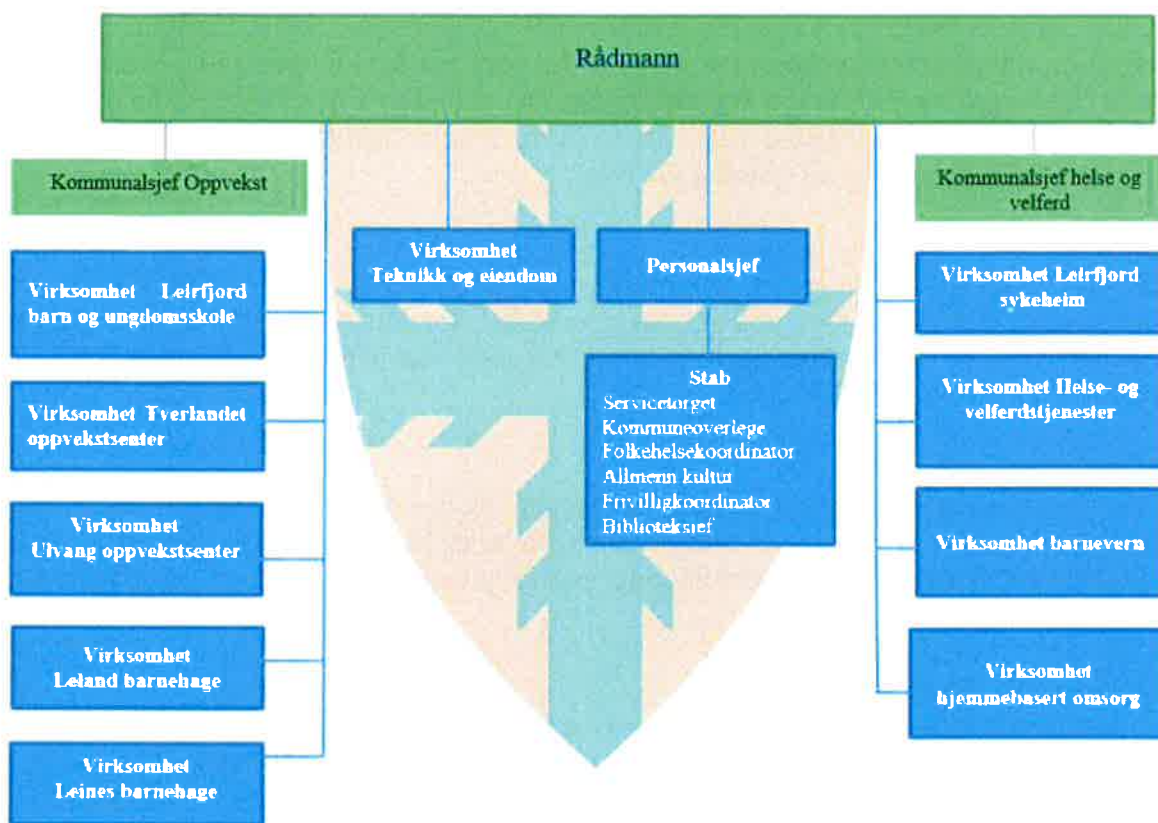 Rådmann
Kommunalsjef Oppvekst
Virksomhet Leirfjord
barn og ungdomsskole
Virksomhet Tverlandet
oppvekstsenter
Virksomhet
Ulvang oppvekstsenter
Virksomhet
Leland barnehage
Virksomhet
Leines barnehage
Virksomhet
Teknikk og eiendom
Personalsjef
Stab
Servicetorget
Kommuneoverlege
Folkehelsekoordinator
Allmenn kultur
Frivilligkoordinator
Biblioteksjef
Kommunalsjef helse og
velferd
Virksomhet Leirfjord
sykeheim
Virksomhet Helse- og
velferdstjenester
Virksomhet barnevern
Virksomhet
hjemmebasert omsorg